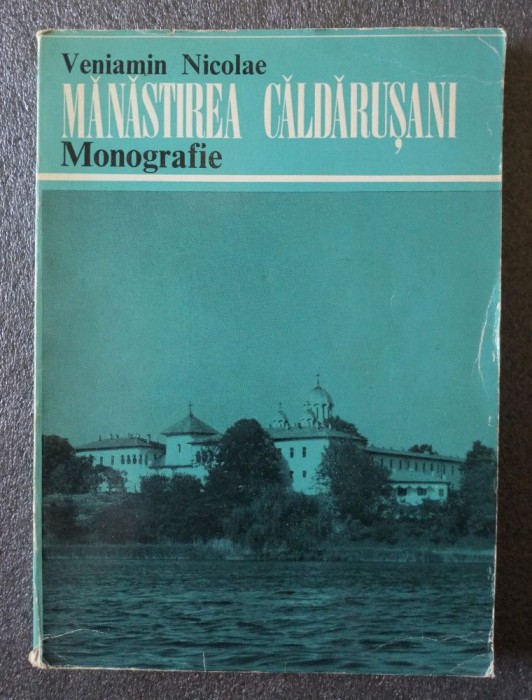 Veniamin Nicolae
MĂNĂSTIREA CĂLDĂRUȘANI
Monografie